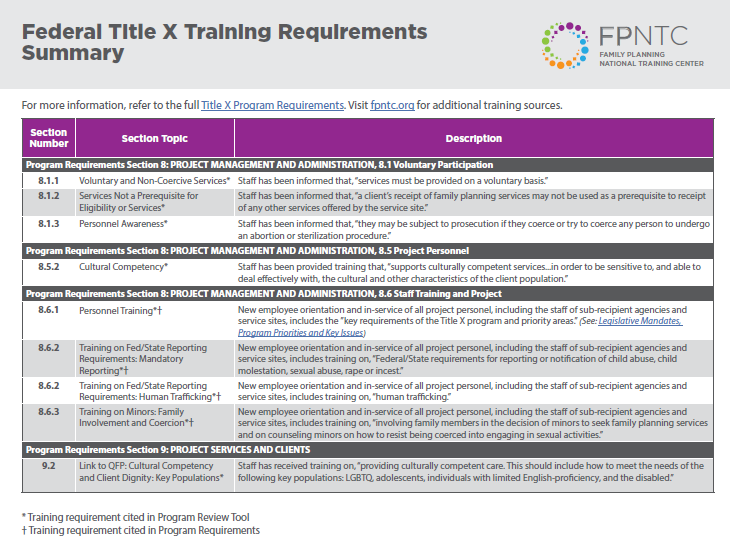 Federal Title X Training Requirements
Summary
FPNTC
FAMILY PLANNING
NATIONAL TRAINING CENTER
For more information, refer to the full Title X Program Requirements. Visit fpntc.org for additional training sources.
Section
Number
Section Topic
Description
Program Requirements Section 8: PROJECT MANAGEMENT AND ADMINISTRATION, 8.1 Voluntary Participation
8.1.1 Voluntary and Non-Coercive Services* Staff has been informed that, “services must be provided on a voluntary basis.”
8.1.2 Services Not a Prerequisite for
Eligibility or Services*
Staff has been informed that, “a client’s receipt of family planning services may not be used as a prerequisite to receipt
of any other services offered by the service site.”
8.1.3 Personnel Awareness*
Staff has been informed that, “they may be subject to prosecution if they coerce or try to coerce any person to undergo
an abortion or sterilization procedure.”
Program Requirements Section 8: PROJECT MANAGEMENT AND ADMINISTRATION, 8.5 Project Personnel
8.5.2 Cultural Competency*
Staff has been provided training that, “supports culturally competent services...in order to be sensitive to, and able to
deal effectively with, the cultural and other characteristics of the client population.”
Program Requirements Section 8: PROJECT MANAGEMENT AND ADMINISTRATION, 8.6 Staff Training and Project
8.6.1 Personnel Training*†
New employee orientation and in-service of all project personel, including the staff of sub-recipient agencies and
service sites, includes the “key requirements of the Title X program and priority areas.” (See: Legislative Mandates,
Program Priorities and Key Issues)
8.6.2 Training on Fed/State Reporting
Requirements: Mandatory
Reporting*†
New employee orientation and in-service of all project personel, including the staff of sub-recipient agencies and
service sites, includes training on, “Federal/State requirements for reporting or notification of child abuse, child
molestation, sexual abuse, rape or incest.”
8.6.2 Training on Fed/State Reporting
Requirements: Human Trafficking*†
New employee orientation and in-service of all project personel, including the staff of sub-recipient agencies and
service sites, includes training on, “human trafficking.”
8.6.3 Training on Minors: Family
Involvement and Coercion*†
New employee orientation and in-service of all project personel, including the staff of sub-recipient agencies and
service sites, includes training on, “involving family members in the decision of minors to seek family planning services
and on counseling minors on how to resist being coerced into engaging in sexual activities.”
Program Requirements Section 9: PROJECT SERVICES AND CLIENTS
9.2 Link to QFP: Cultural Competency
and Client Dignity: Key Populations*
Staff has received training on, “providing culturally competent care. This should include how to meet the needs of the
following key populations: LGBTQ, adolescents, individuals with limited English-proficiency, and the disabled.”
* Training requirement cited in Program Review Tool
† Training requirement cited in Program Requirements